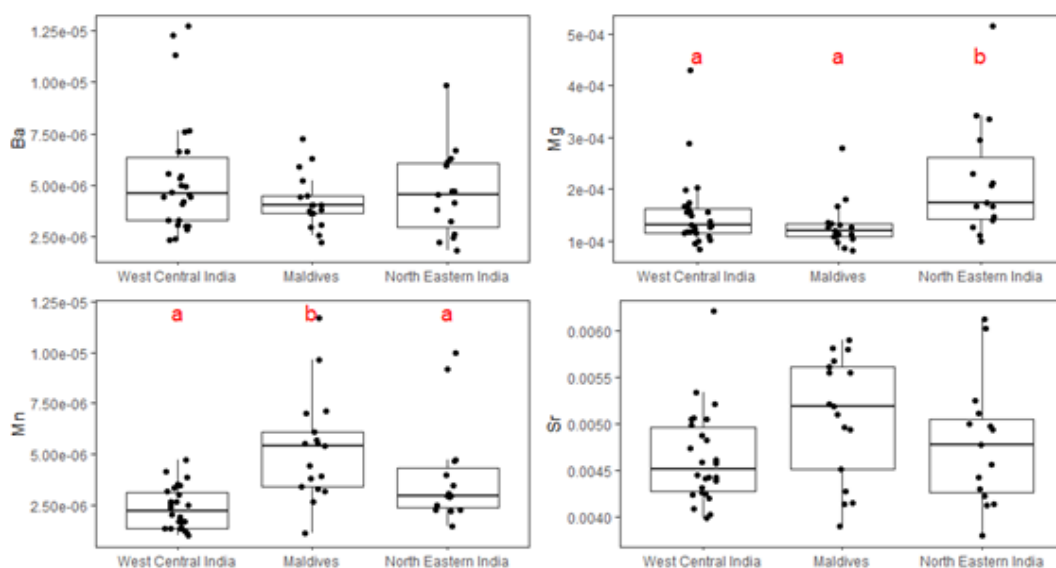 Ba
1.25e-05
1.00e-05
7.50e-06
5.00e-06
2.50e-06
West Central India Maldives North Eastern India
Mg
5e-04
4e-04
3e-04
2e-04
1e-04
a a b
West Central India Maldives North Eastern India
Mn
1.25e-05
1.00e-05
7.50e-06
5.00e-06
2.50e-06
a b a
West Central India Maldives North Eastern India
Sr
0.0060
0.0055
0.0050
0.0045
0.0040
West Central India Maldives North Eastern India